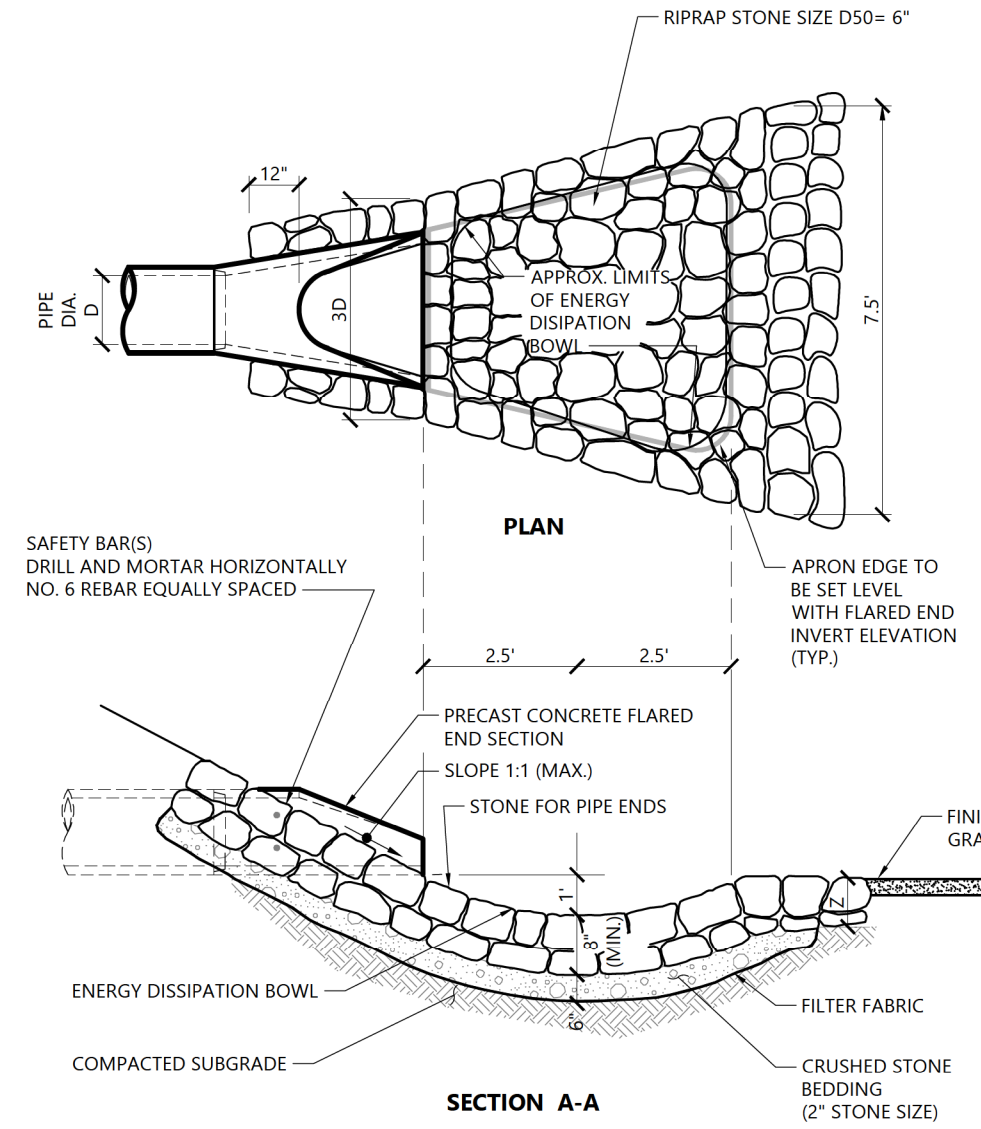 RIPRAP STONE SIZE D50= 6"
12"
3D
PIPE
DIA.
D
APPROX. LIMITS
OF ENERGY
DISIPATION
BOWL
7.5'
PLAN
SAFETY BAR(S)
DRILL AND MORTAR HORIZONTALLY
NO. 6 REBAR EQUALLY SPACED
APRON EDGE TO
BE SET LEVEL
WITH FLARED END
INVERT ELEVATION
(TYP.)
2.5'
2.5'
PRECAST CONCRETE FLARED
END SECTION
SLOPE 1:1 (MAX.)
STONE FOR PIPE ENDS
FINI
GRA
1'
Z
8"
(MIN.)
6"
ENERGY DISSIPATION BOWL
FILTER FABRIC
COMPACTED SUBGRADE
CRUSHED STONE
BEDDING
(2" STONE SIZE)
SECTION A-A